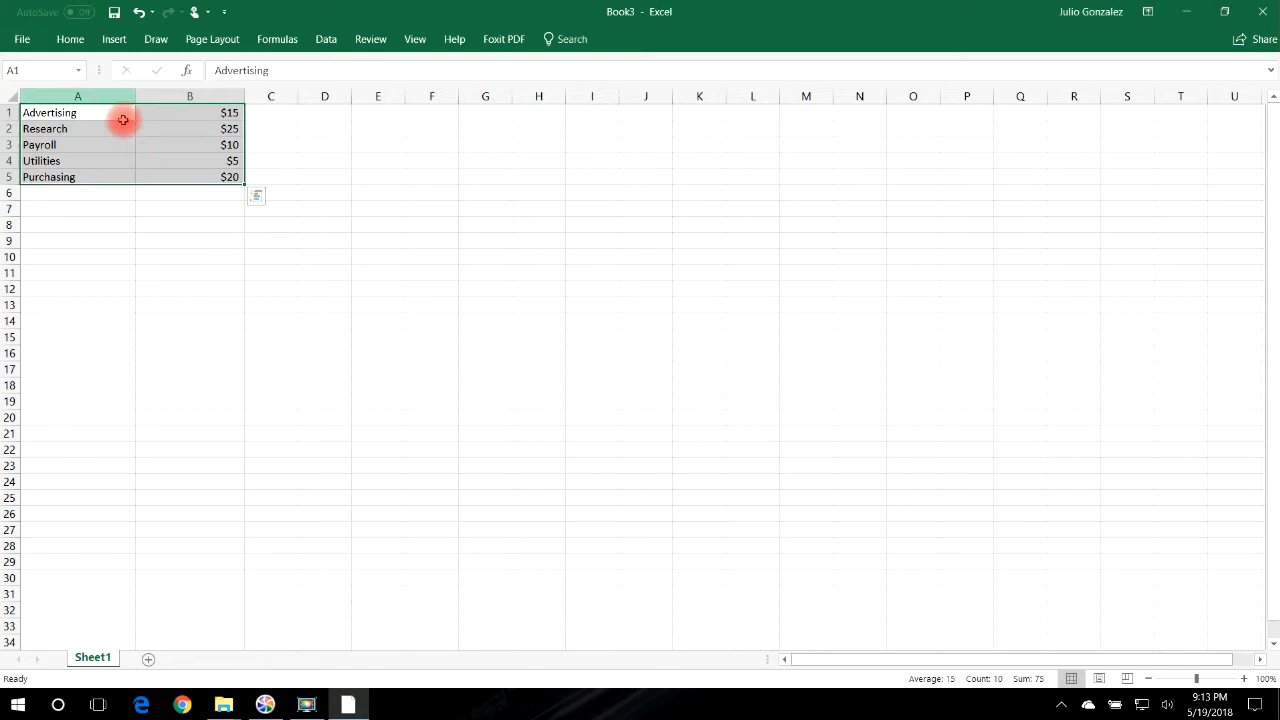 AutoSave Off Book3 - Excel Julio Gonzalez
File Home Insert Draw Page Layout Formulas Data Review View Help Foxit PDF Search Share
A1 fx Advertising
A B C D E F G H I J K L M N O P Q R S T U
1 Advertising $15
2 Research $25
3 Payroll $10
4 Utilities $5
5 Purchasing $20
6
7
8
9
10
11
12
13
14
15
16
17
18
19
20
21
22
23
24
25
26
27
28
29
30
31
32
33
34
Sheet1
Ready Average: 15 Count: 10 Sum: 75 100%
9:13 PM
5/19/2018